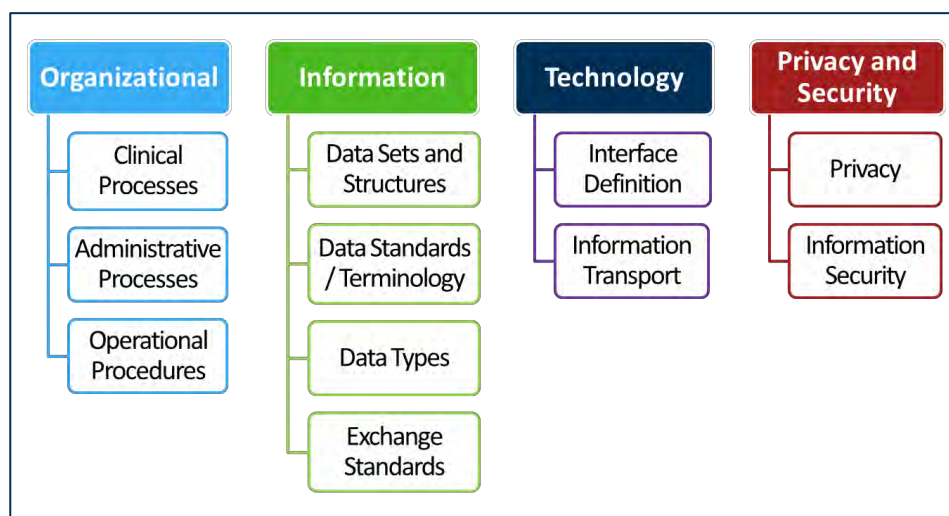 Organizational
Clinical
Processes
Administrative
Processes
Operational
Procedures
Information
Data Sets and
Structures
Data Standards
/ Terminology
Data Types
Exchange
Standards
Technology
Interface
Definition
Information
Transport
Privacy and
Security
Privacy
Information
Security